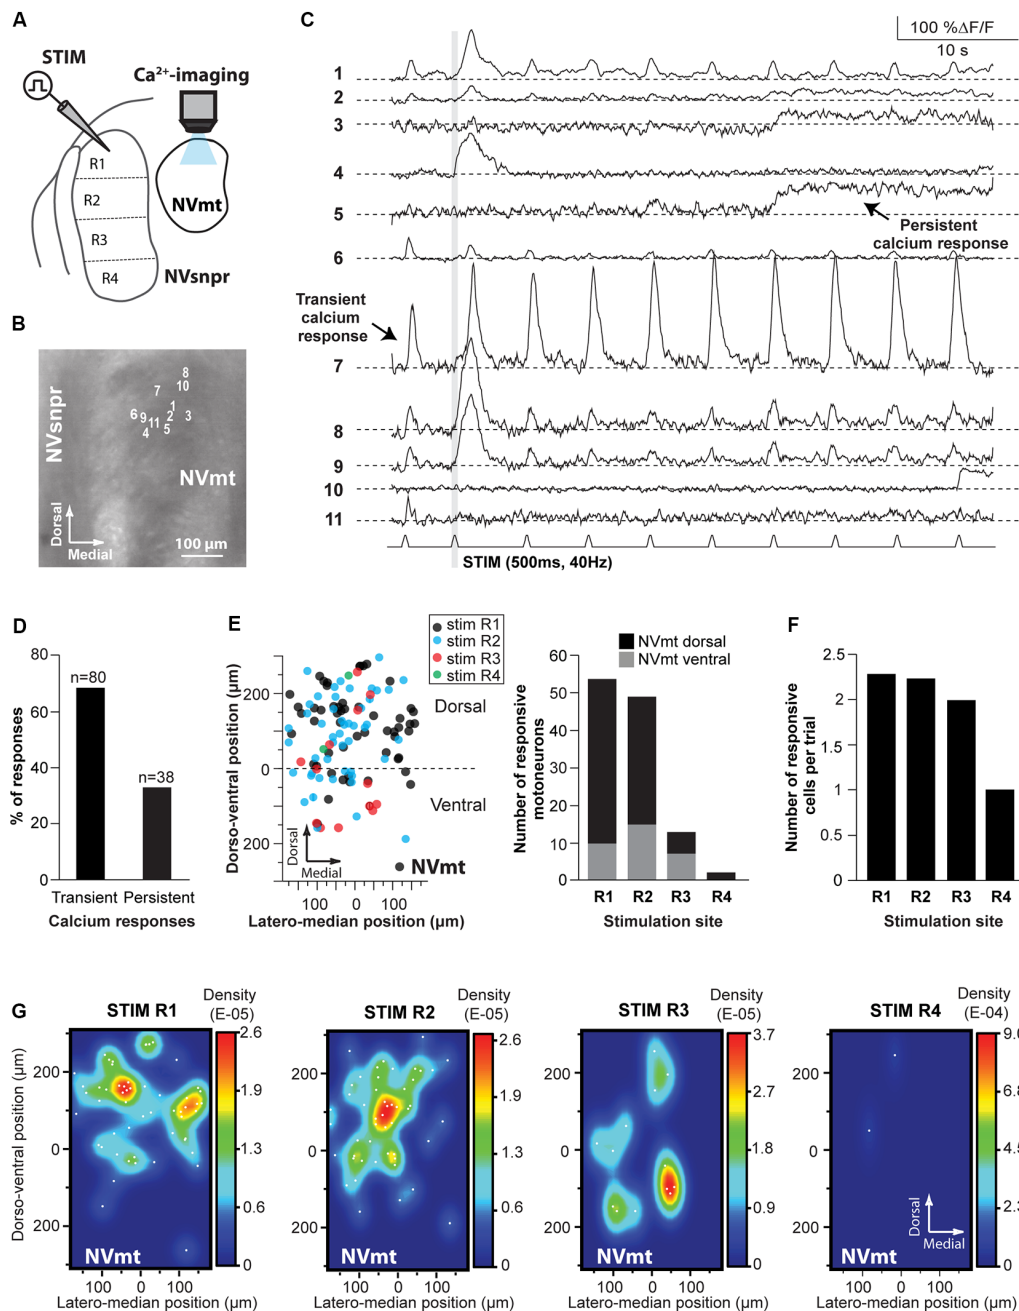 A
STIM
Ca²⁺-imaging
R1
R2
R3
R4
NVmt
NVsnpr
B
NVsnpr
8
10
7
1
6
9
11
2
3
4
5
NVmt
Dorsal
Medial
100 µm
C
100 %ΔF/F
10 s
1
2
3
4
5
Persistent
calcium response
6
Transient
calcium
response
7
8
9
10
11
STIM (500ms, 40Hz)
D
80
60
40
20
0
% of responses
n=80
n=38
Transient Persistent
Calcium responses
E
stim R1
stim R2
stim R3
stim R4
Dorso-ventral position (µm)
200
0
200
Dorsal
Ventral
Dorsal
Medial
NVmt
100 0 100
Latero-median position (µm)
NVmt dorsal
NVmt ventral
Number of responsive
motoneurons
60
50
40
30
20
10
0
R1 R2 R3 R4
Stimulation site
F
Number of responsive
cells per trial
2.5
2
1.5
1
0.5
0
R1 R2 R3 R4
Stimulation site
G
STIM R1
Density
(E-05)
2.6
1.9
1.3
0.6
0
Dorso-ventral position (µm)
200
0
200
NVmt
100 0 100
Latero-median position (µm)
STIM R2
Density
(E-05)
2.6
1.9
1.3
0.6
0
200
0
200
NVmt
100 0 100
Latero-median position (µm)
STIM R3
Density
(E-05)
3.7
2.7
1.8
0.9
0
200
0
200
NVmt
100 0 100
Latero-median position (µm)
STIM R4
Density
(E-04)
9.0
6.8
4.5
2.3
0
200
0
200
Dorsal
Medial
NVmt
100 0 100
Latero-median position (µm)